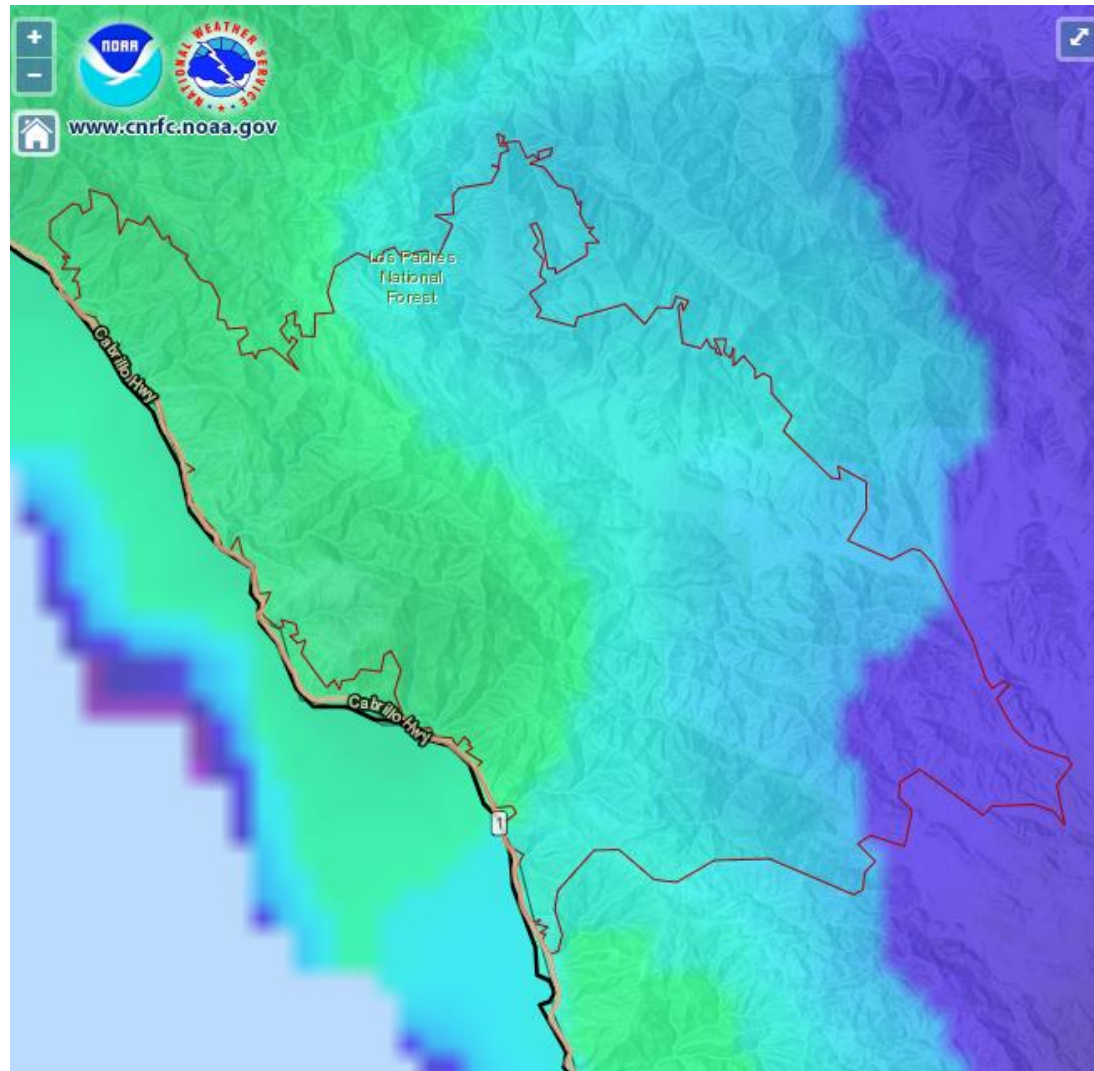 +
NOAA
NATIONAL WEATHER SERVICE
−
www.cnrfc.noaa.gov
Los Padres
National
Forest
Cabrillo Hwy
Cabrillo Hwy
1